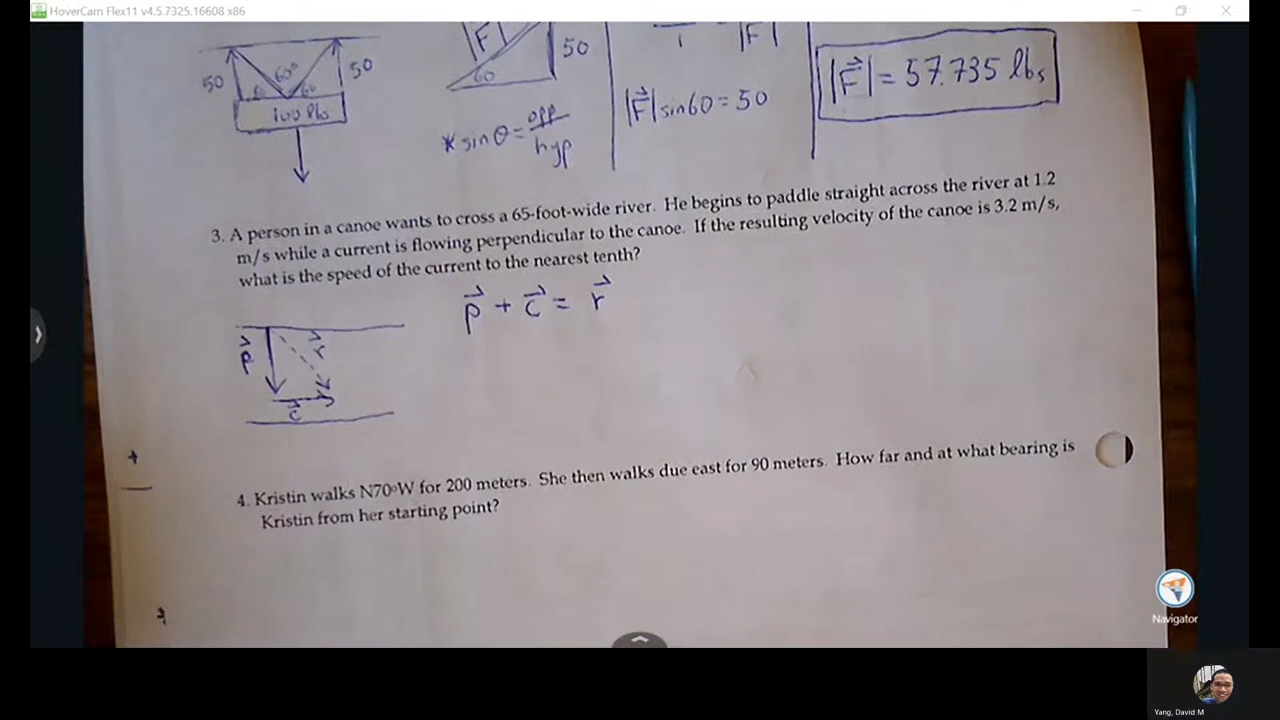 HoverCam Flex11 v4.5.7325.16608 x86
50 60° 50
60
100 lbs
|F| 50
60
* sinθ = opp/hyp
1 |F|
|F⃗| sin60 = 50
|F⃗| = 57.735 lbs
3. A person in a canoe wants to cross a 65-foot-wide river. He begins to paddle straight across the river at 1.2
m/s while a current is flowing perpendicular to the canoe. If the resulting velocity of the canoe is 3.2 m/s,
what is the speed of the current to the nearest tenth?
p⃗ + c⃗ = r⃗
p⃗ r⃗
c⃗
4. Kristin walks N70°W for 200 meters. She then walks due east for 90 meters. How far and at what bearing is
Kristin from her starting point?
Navigator
Yang, David M